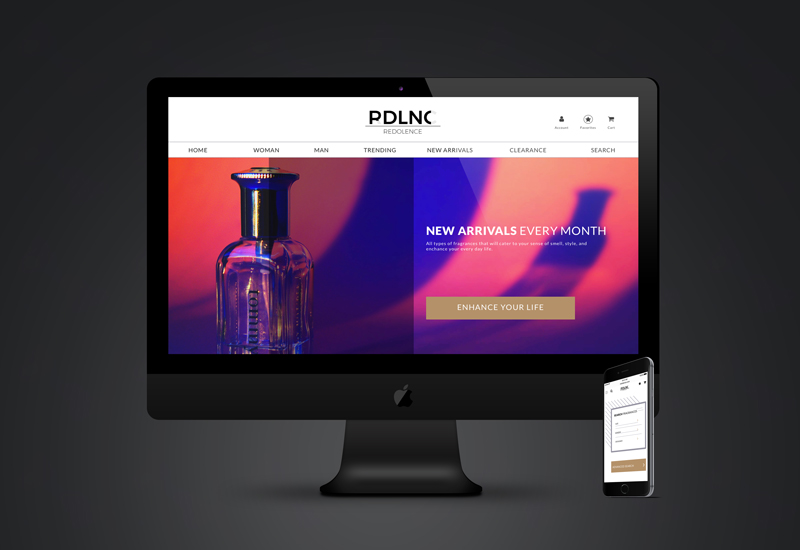 RDLNC
REDOLENCE
Account
Favorites
Cart
HOME WOMAN MAN TRENDING NEW ARRIVALS CLEARANCE SEARCH
NEW ARRIVALS EVERY MONTH
All types of fragrances that will cater to your sense of smell, style, and
enchance your every day life.
ENHANCE YOUR LIFE
tommy